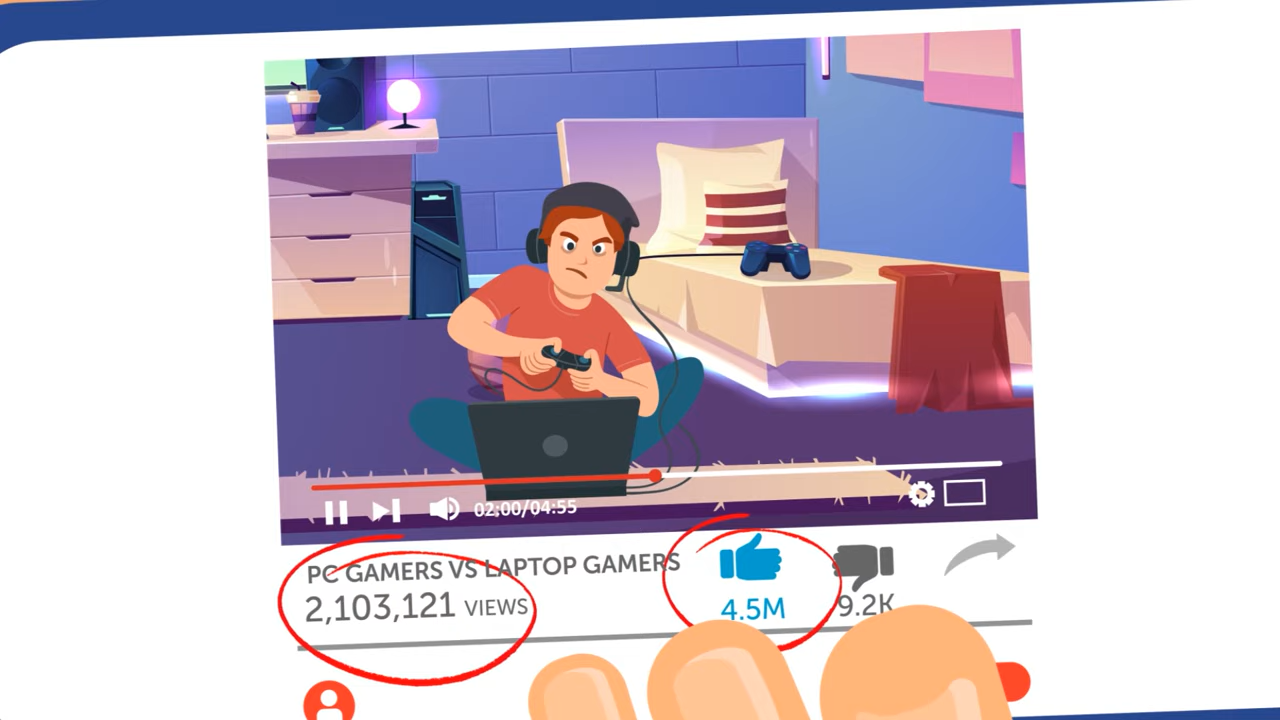 02:00/04:55
PC GAMERS VS LAPTOP GAMERS
2,103,121 VIEWS
4.5M
9.2K